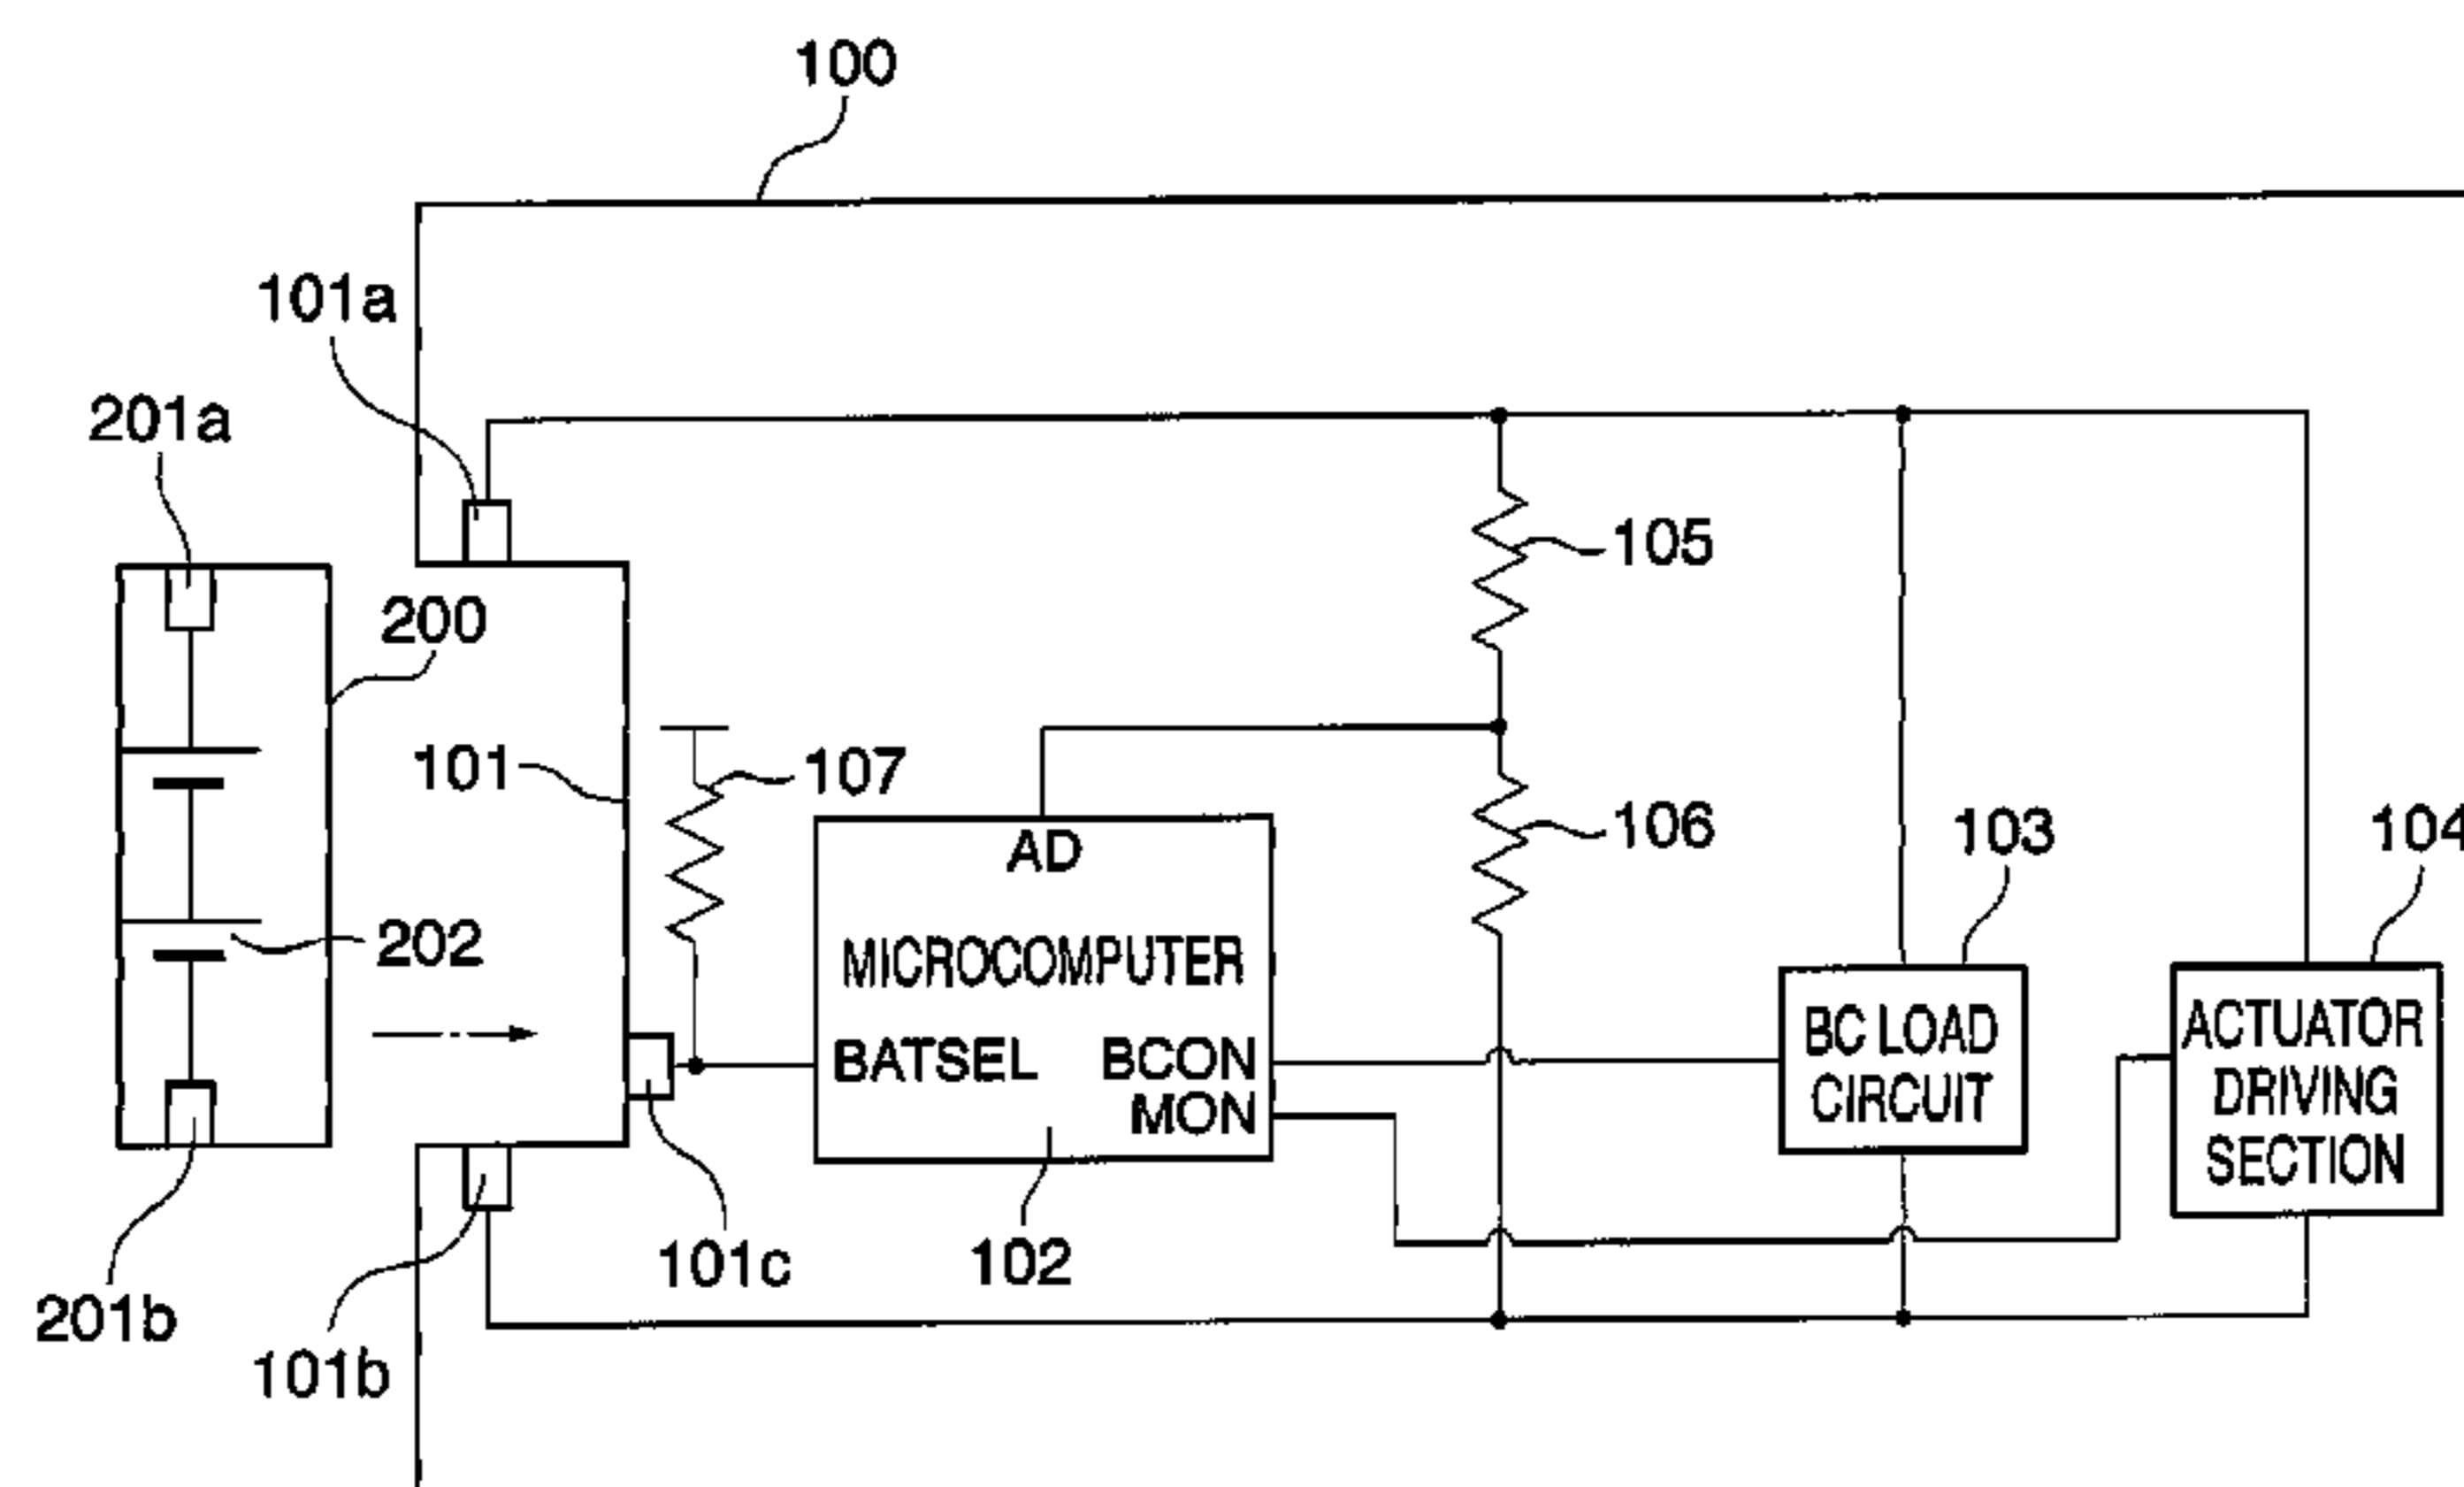 100
101a
201a
200
105
101
107
106
103
104
AD
202
MICROCOMPUTER
BATSEL
BCON
MON
BC LOAD
CIRCUIT
ACTUATOR
DRIVING
SECTION
101c
102
201b
101b